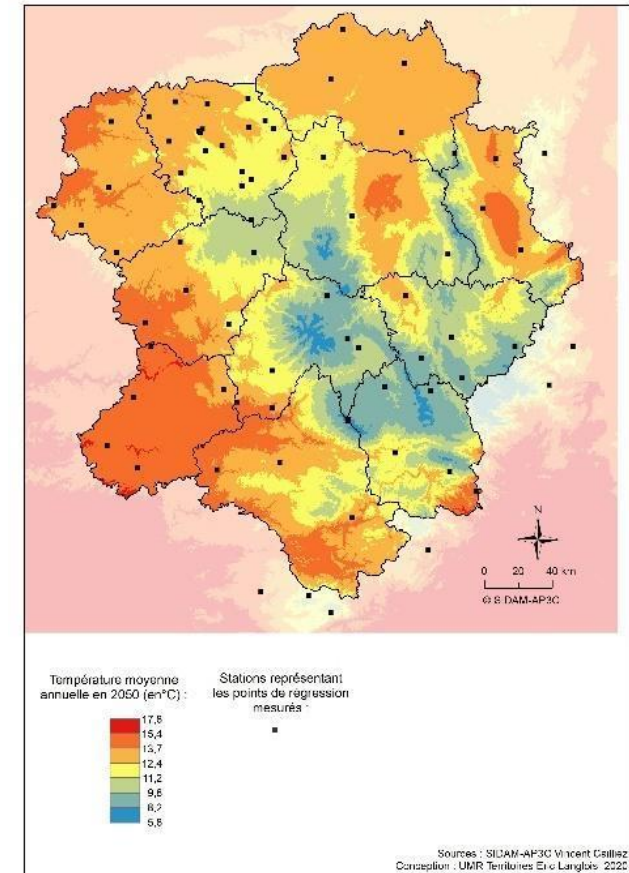 N
0 20 40 km
© SIDAM-AP3C
Température moyenne
annuelle en 2050 (en°C) :
17,8
15,4
13,7
12,4
11,2
9,8
8,2
5,8
Stations représentant
les points de régression
mesurés :
Sources : SIDAM-AP3C Vincent Cailliez
Conception : UMR Territoires Eric Langlois 2020